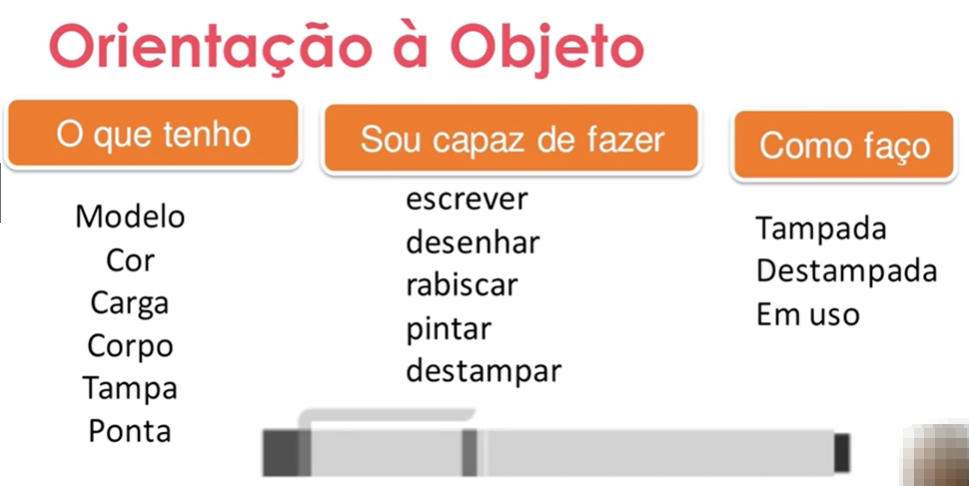 Orientação à Objeto
O que tenho
Modelo
Cor
Carga
Corpo
Tampa
Ponta
Sou capaz de fazer
escrever
desenhar
rabiscar
pintar
destampar
Como faço
Tampada
Destampada
Em uso